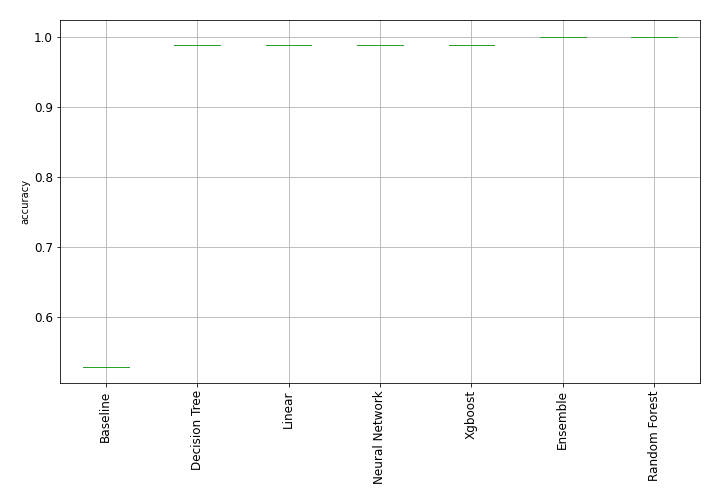 1.0
0.9
0.8
0.7
0.6
accuracy
Baseline
Decision Tree
Linear
Neural Network
Xgboost
Ensemble
Random Forest